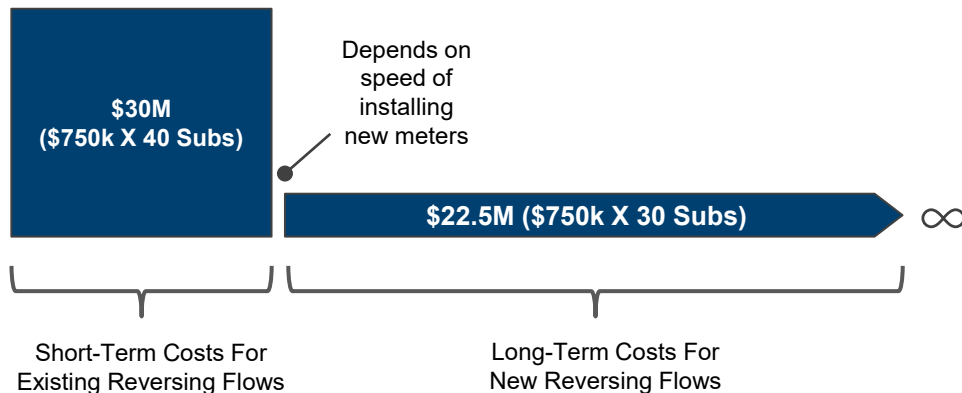 $30M
($750k X 40 Subs)
Depends on
speed of
installing
new meters
$22.5M ($750k X 30 Subs)
∞
Short-Term Costs For
Existing Reversing Flows
Long-Term Costs For
New Reversing Flows